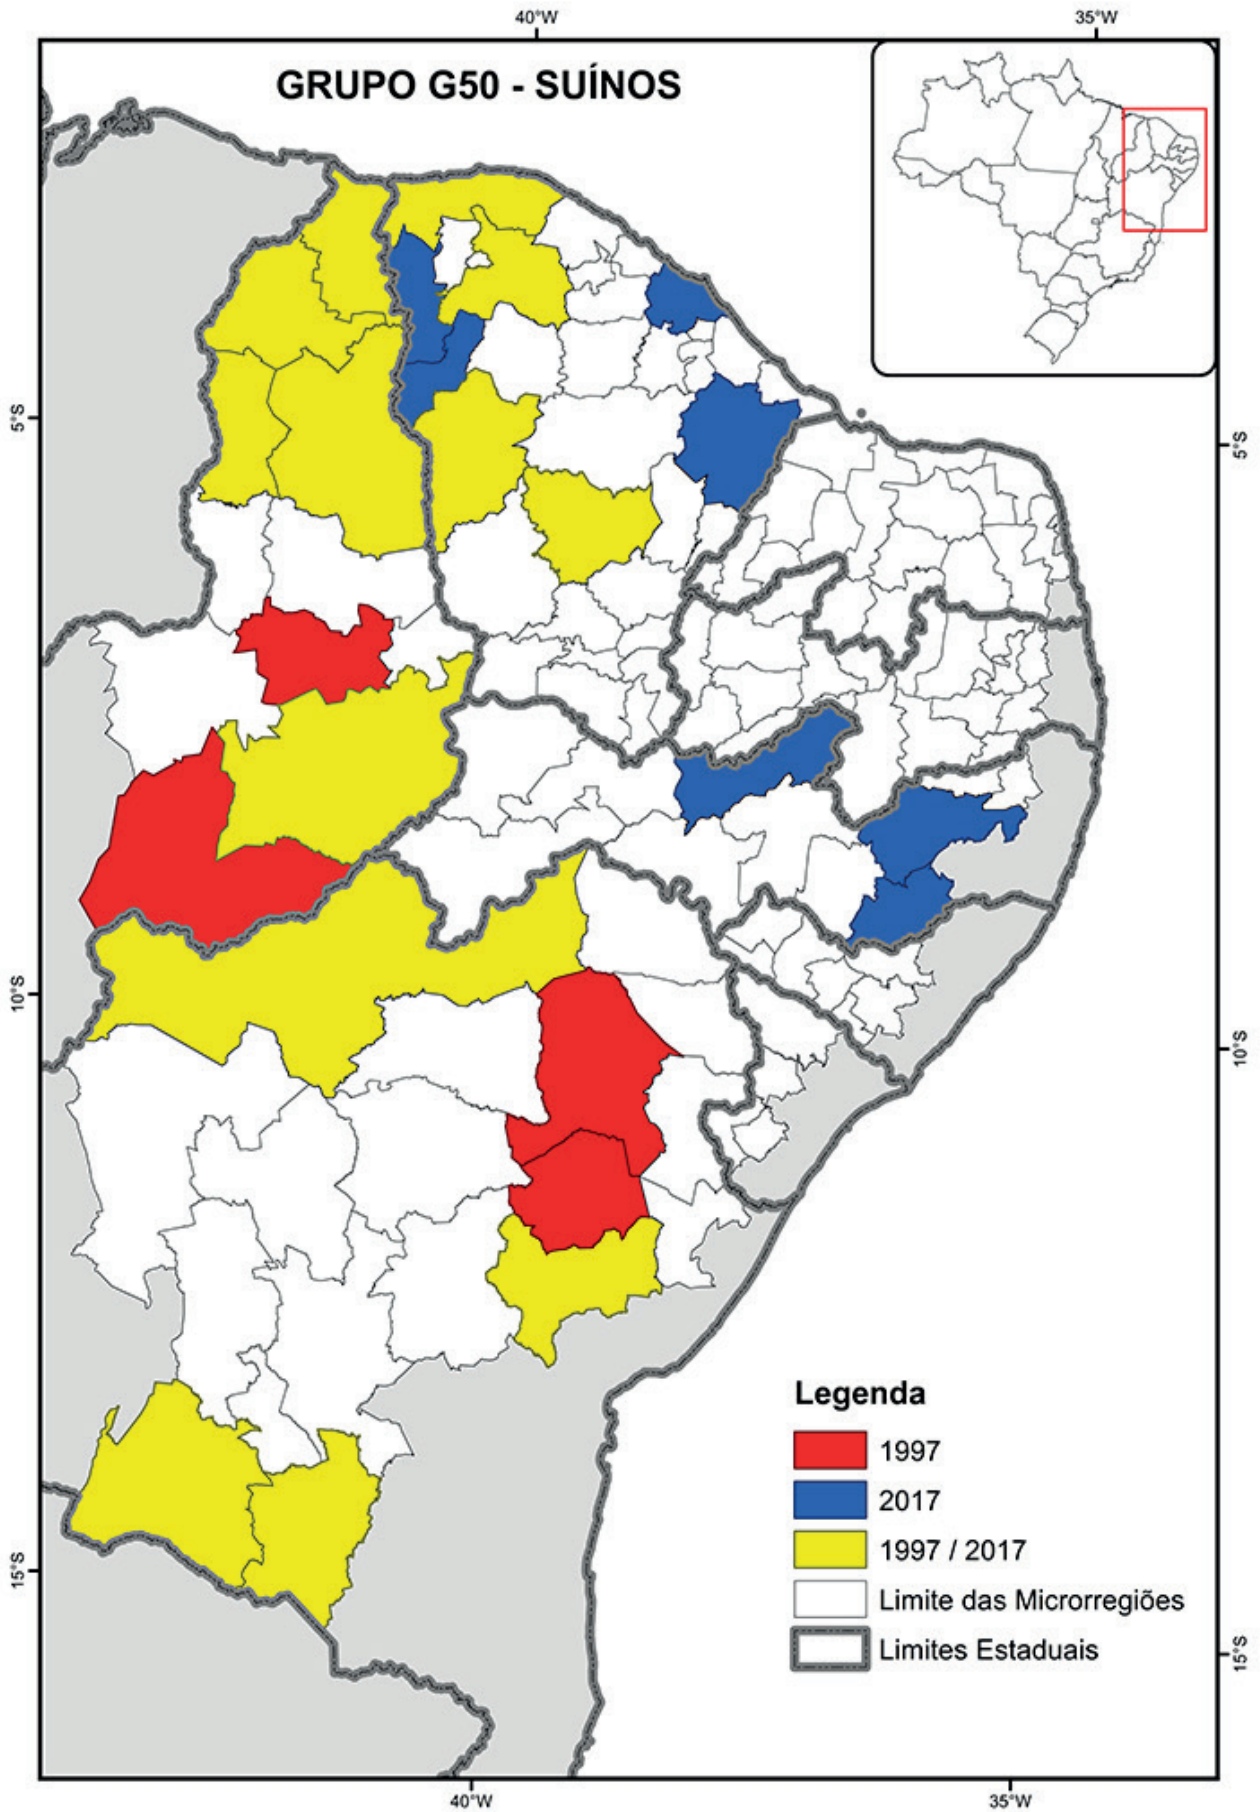 40°W
35°W
GRUPO G50 - SUÍNOS
5°S
5°S
10°S
10°S
Legenda
1997
2017
1997 / 2017
Limite das Microrregiões
Limites Estaduais
15°S
15°S
40°W
35°W